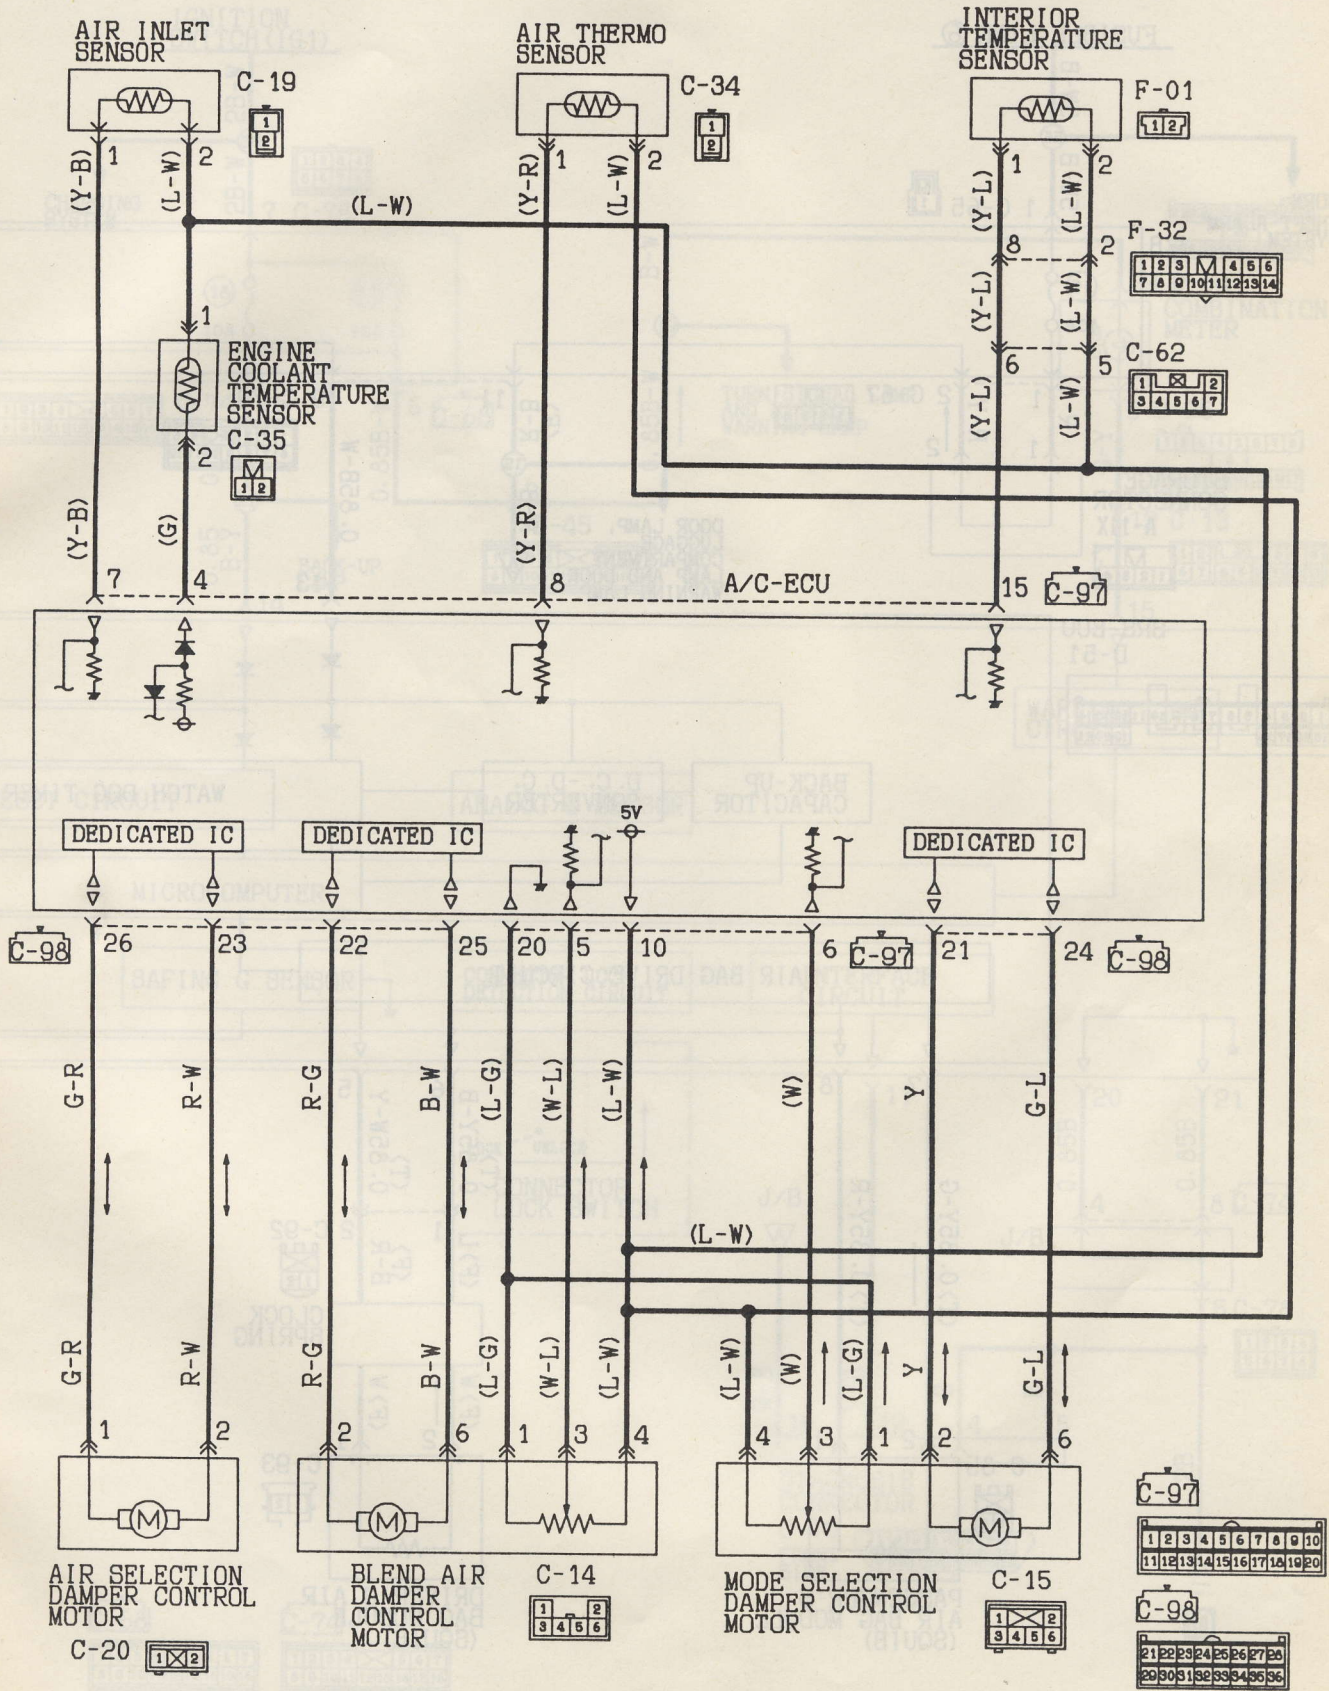 AIR INLET
SENSOR
C-19
1
2
AIR THERMO
SENSOR
C-34
1
2
INTERIOR
TEMPERATURE
SENSOR
F-01
1 2
1 2
1 2
1 2
(Y-B) (L-W) (L-W) (Y-R) (L-W) (Y-L) (L-W)
8 2
F-32
1 2 3 4 5 6
7 8 9 10 11 12 13 14
(Y-L) (L-W)
1
6 5
C-62
1 2
3 4 5 6 7
ENGINE
COOLANT
TEMPERATURE
SENSOR
C-35
2
1 2
(Y-L) (L-W)
(Y-B) (G) (Y-R)
7 4 8 A/C-ECU 15 C-97
5V
DEDICATED IC DEDICATED IC DEDICATED IC
C-98 26 23 22 25 20 5 10 6 C-97 21 24 C-98
G-R R-W R-G B-W (L-G) (W-L) (L-W) (W) Y G-L
(L-W)
G-R R-W R-G B-W (L-G) (W-L) (L-W) (L-W) (W) (L-G) Y G-L
1 2 2 6 1 3 4 4 3 1 2 6
M M M
AIR SELECTION
DAMPER CONTROL
MOTOR
C-20
1 2
BLEND AIR
DAMPER
CONTROL
MOTOR
C-14
1 2
3 4 5 6
MODE SELECTION
DAMPER CONTROL
MOTOR
C-15
1 2
3 4 5 6
C-97
1 2 3 4 5 6 7 8 9 10
11 12 13 14 15 16 17 18 19 20
C-98
21 22 23 24 25 26 27 28
29 30 31 32 33 34 35 36